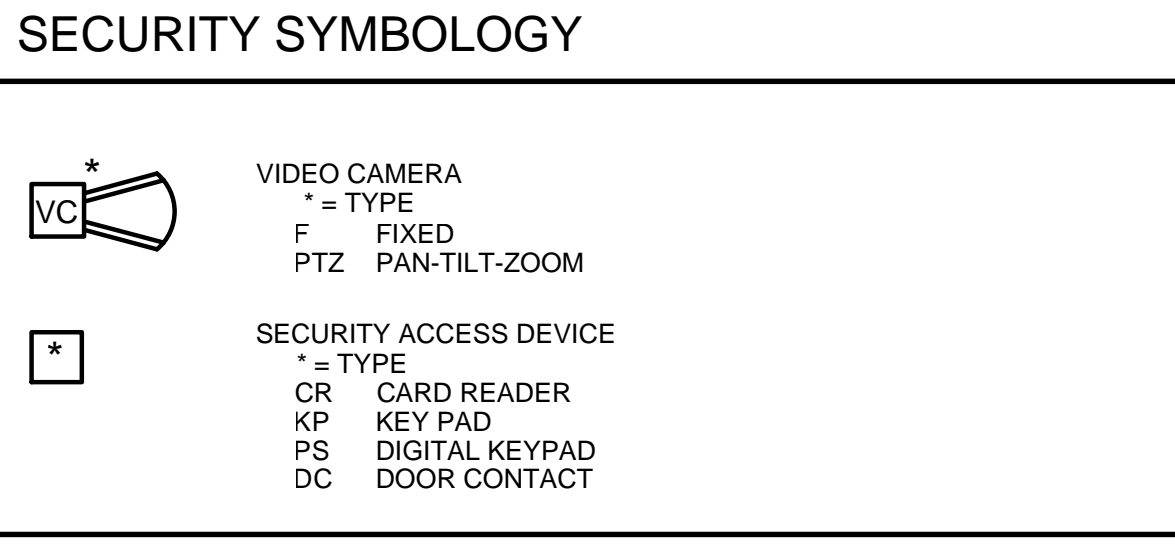 SECURITY SYMBOLOGY
*
VC
VIDEO CAMERA
* = TYPE
F FIXED
PTZ PAN-TILT-ZOOM
*
SECURITY ACCESS DEVICE
* = TYPE
CR CARD READER
KP KEY PAD
PS DIGITAL KEYPAD
DC DOOR CONTACT